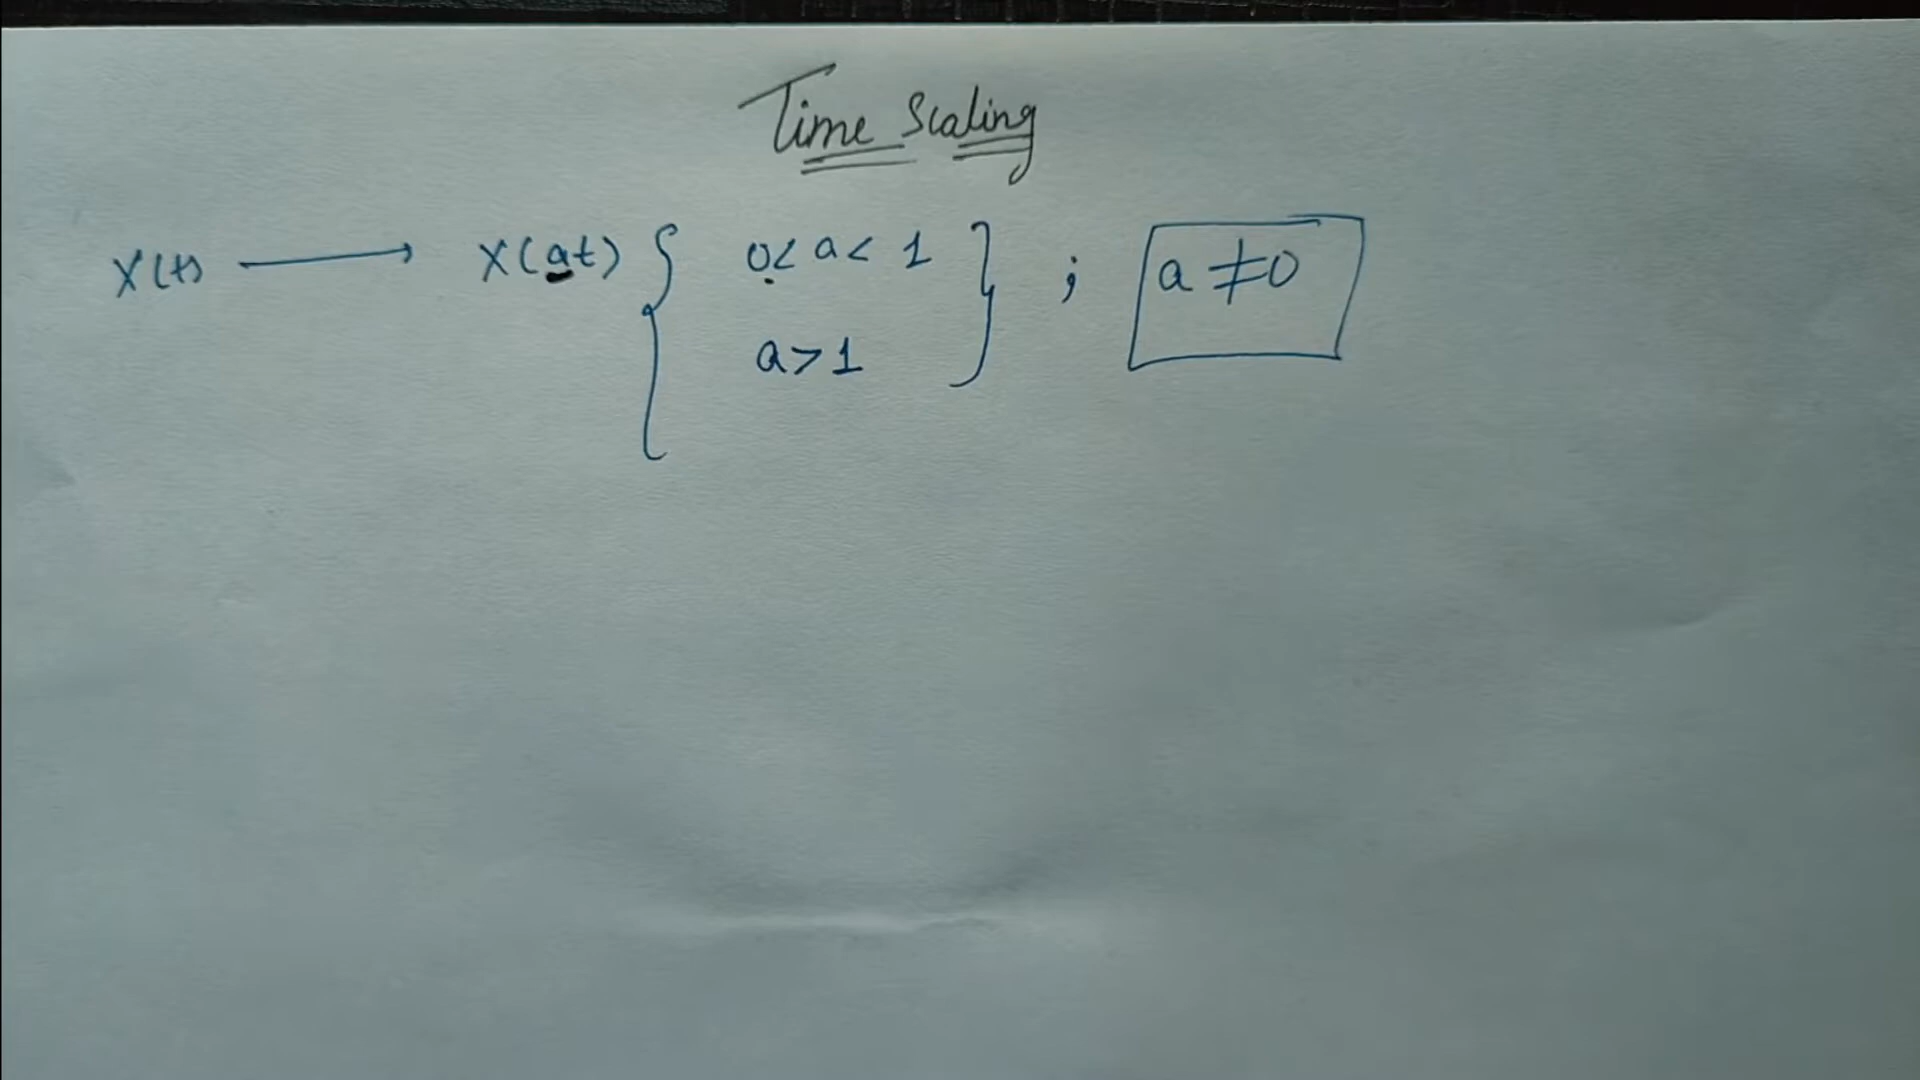 Time Scaling
X(t) ⟶ X(at) { 0< a< 1 } ; a ≠0
a>1